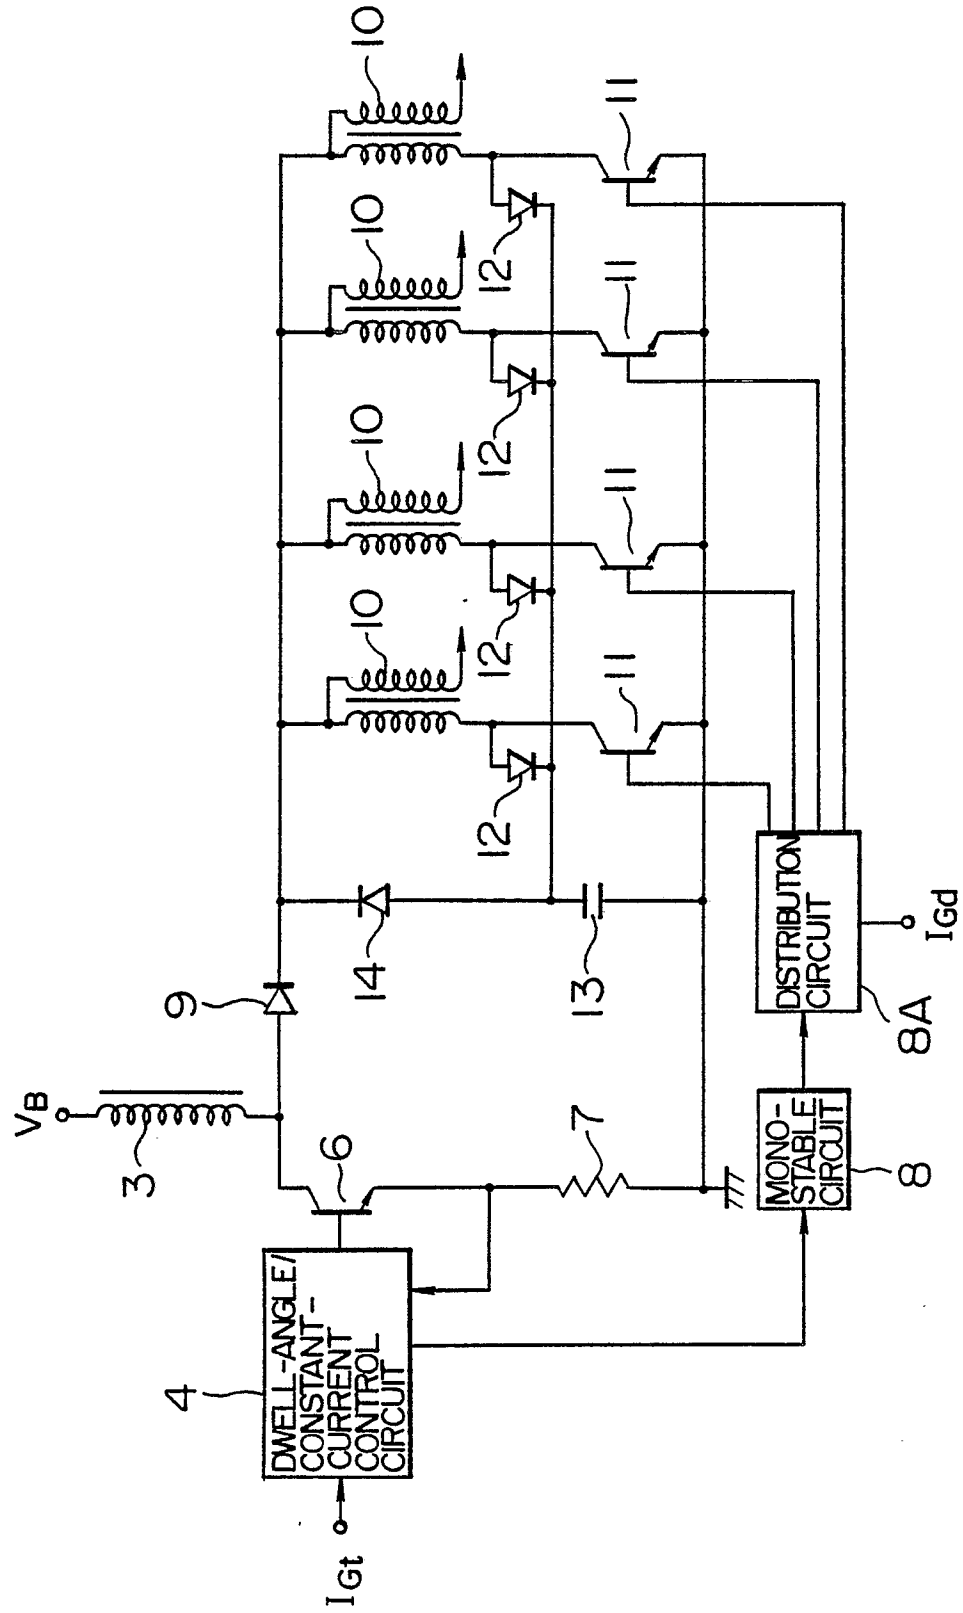 IGt
4
DWELL-ANGLE/
CONSTANT-
CURRENT
CONTROL
CIRCUIT
VB
3
6
7
9
14
13
8
MONO-
STABLE
CIRCUIT
8A
DISTRIBUTION
CIRCUIT
IGd
10
10
10
10
12
12
12
12
11
11
11
11